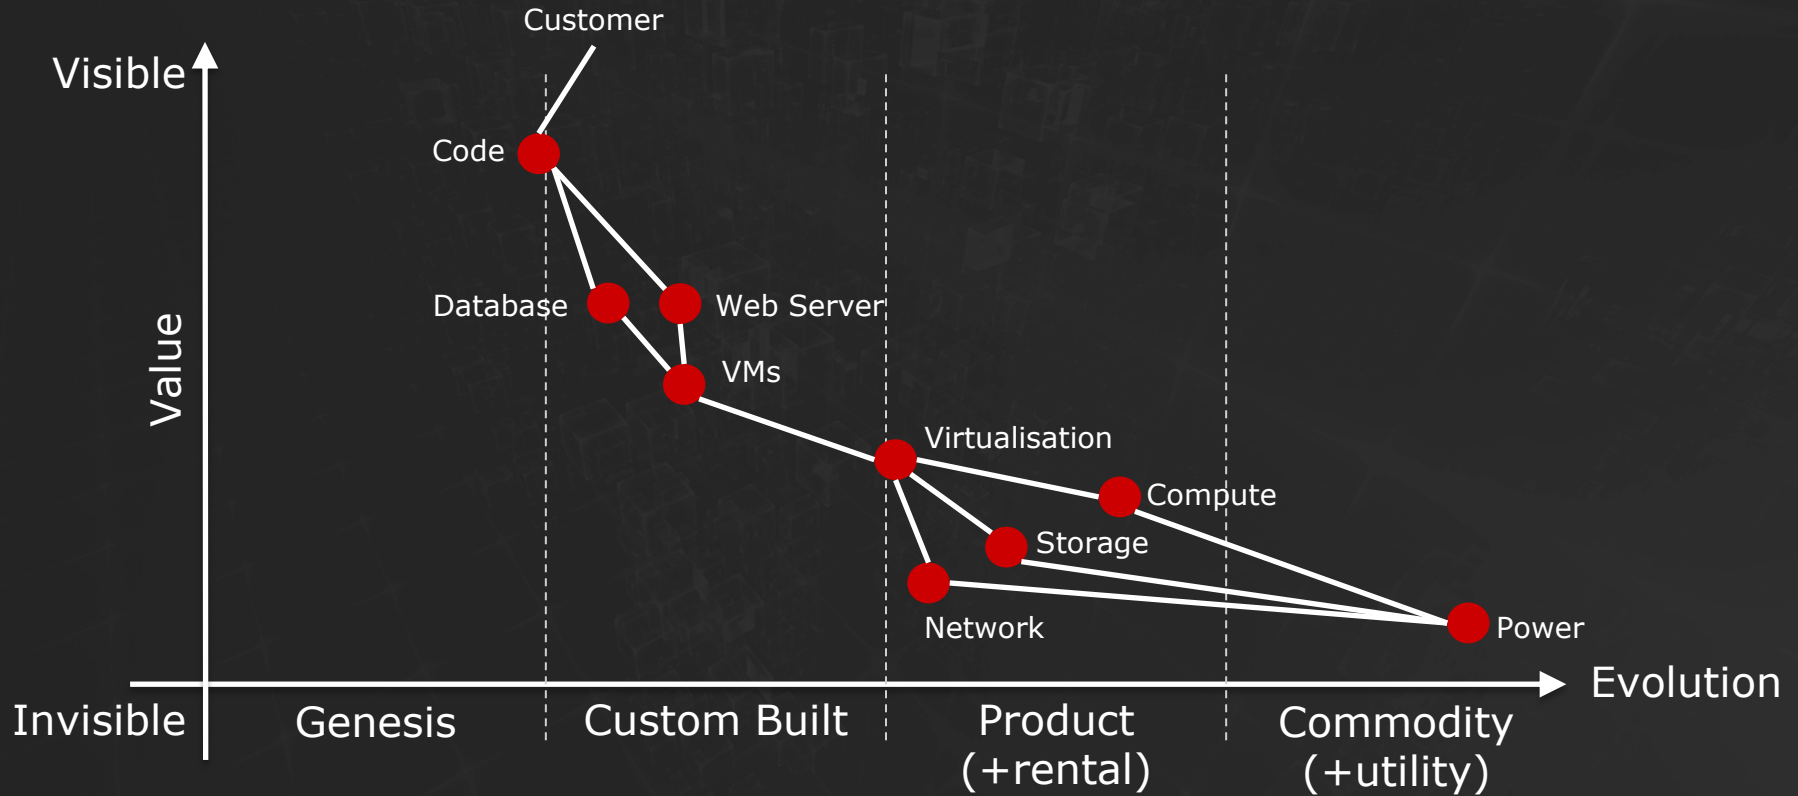 Customer
Visible
Code
Database
Web Server
Value
VMs
Virtualisation
Compute
Storage
Network
Power
Evolution
Invisible
Genesis
Custom Built
Product
(+rental)
Commodity
(+utility)